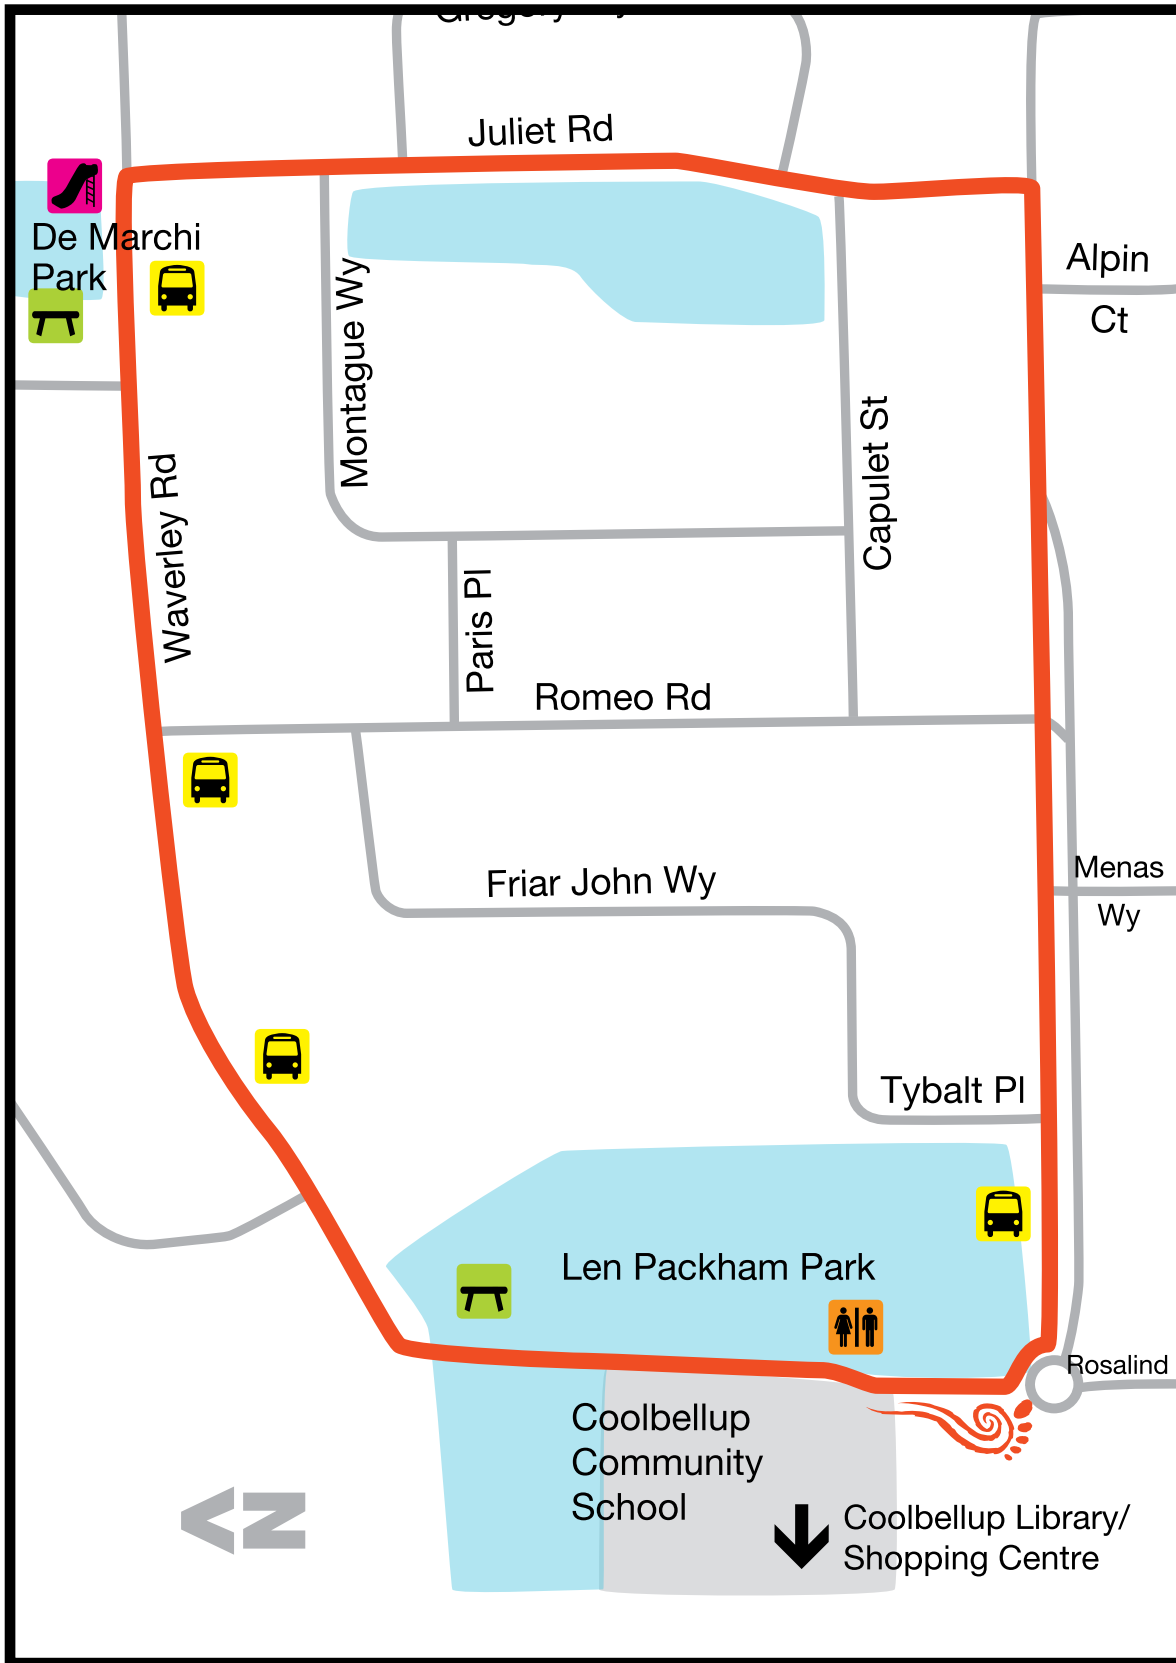 Juliet Rd
De Marchi
Park
Alpin
Ct
Montague Wy
Capulet St
Waverley Rd
Paris Pl
Romeo Rd
Friar John Wy
Menas
Wy
Tybalt Pl
Len Packham Park
Rosalind
Coolbellup
Community
School
Coolbellup Library/
Shopping Centre
N